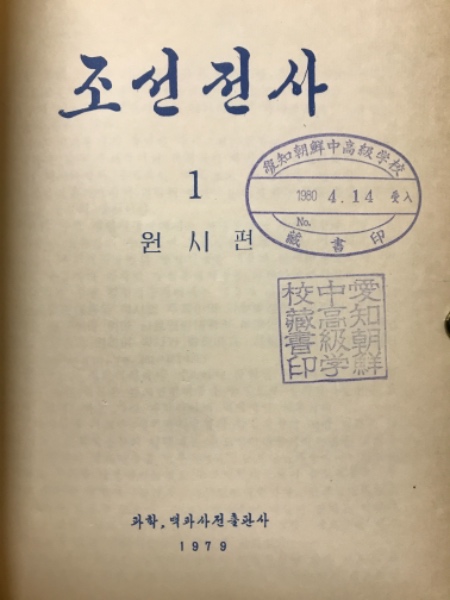 조선전사
1
원시편
愛知朝鮮中高級学校
1980 4.14 受入
No.
蔵書印
愛知朝鮮
中高級学
校蔵書印
과학, 백과사전출판사
1979